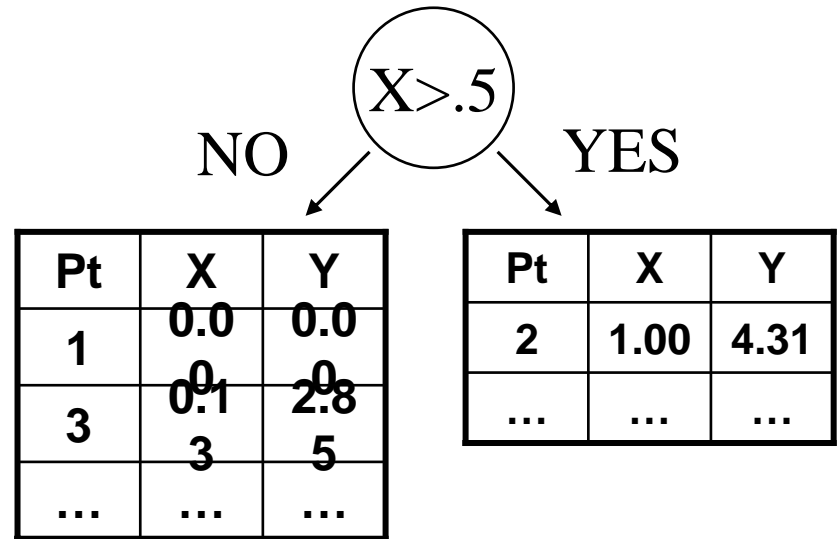 X>.5
NO YES
Pt X Y
1 0.00 0.00
3 0.13 2.85
... ... ...
Pt X Y
2 1.00 4.31
... ... ...